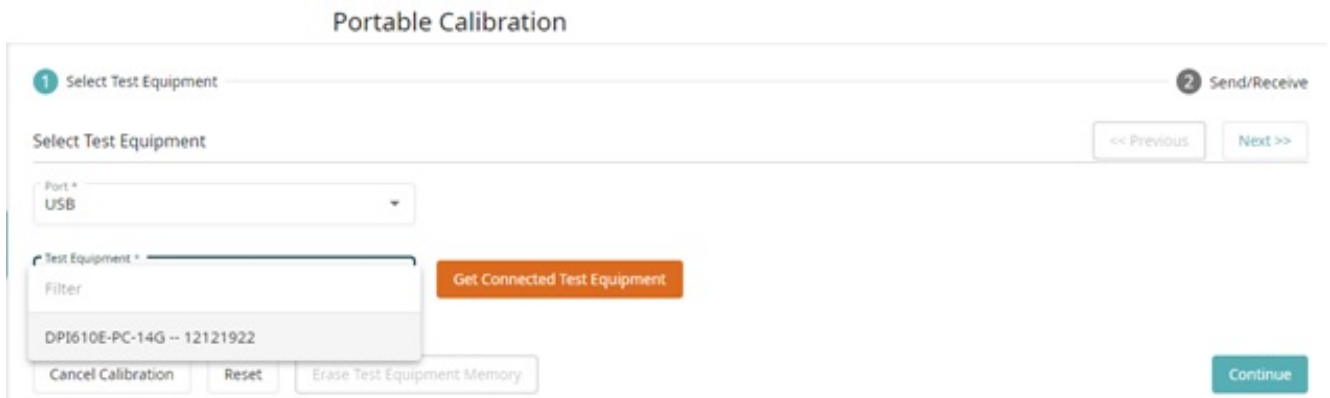 Portable Calibration
1 Select Test Equipment
2 Send/Receive
Select Test Equipment
<< Previous
Next >>
Port *
USB
Test Equipment *
Filter
Get Connected Test Equipment
DPI610E-PC-14G -- 12121922
Cancel Calibration
Reset
Erase Test Equipment Memory
Continue